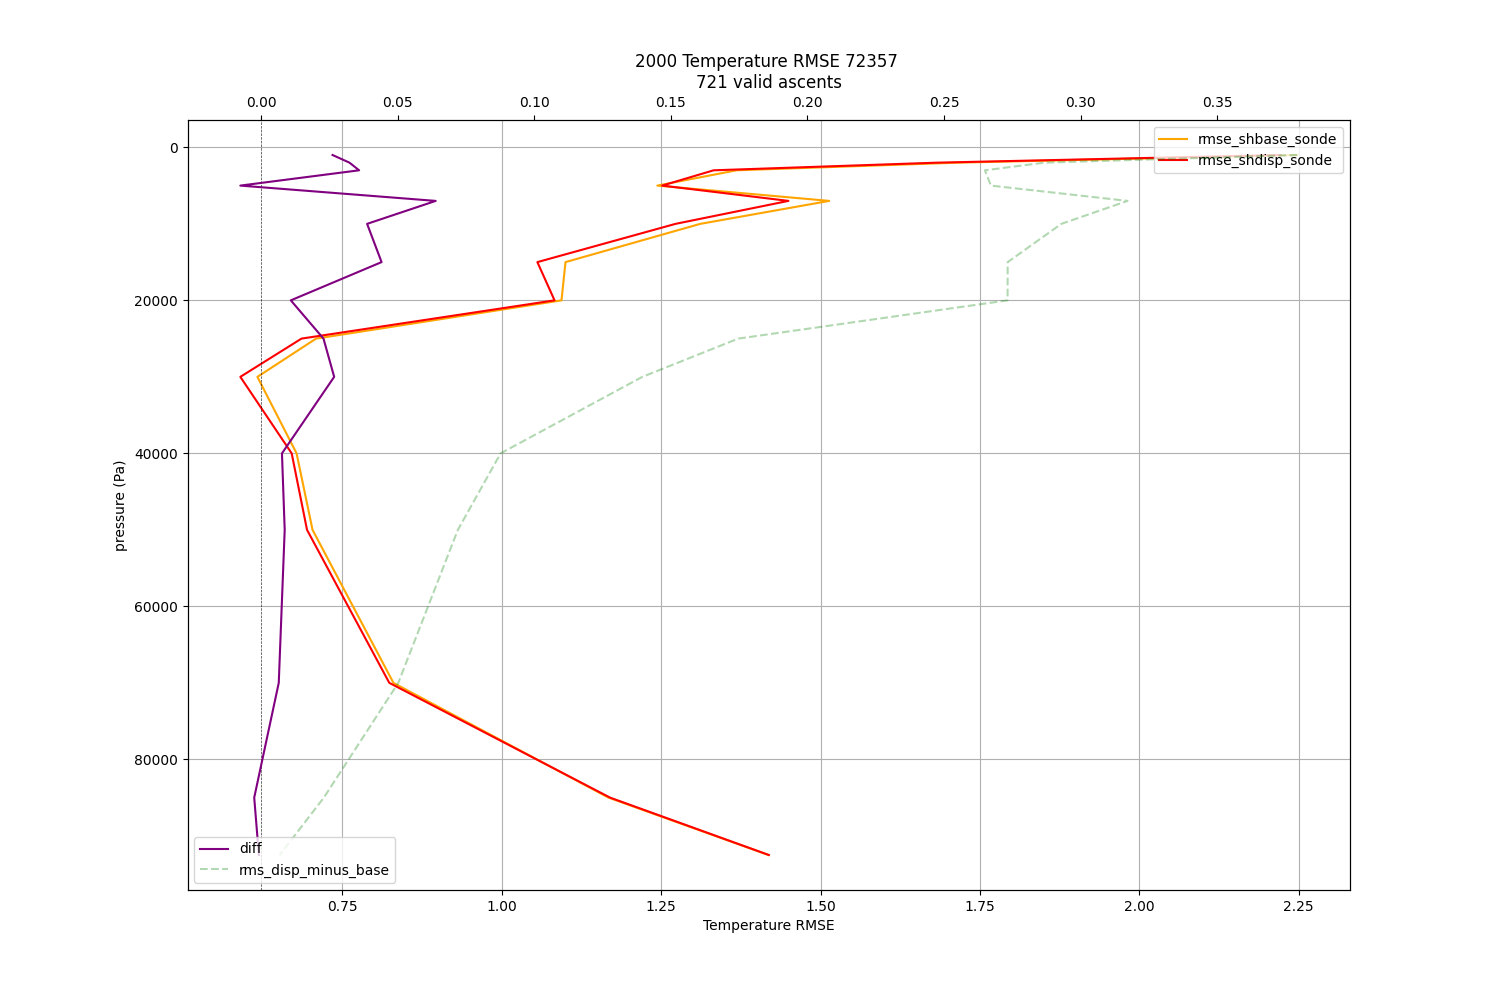 2000 Temperature RMSE 72357
721 valid ascents
0.00 0.05 0.10 0.15 0.20 0.25 0.30 0.35
rmse_shbase_sonde
rmse_shdisp_sonde
0
20000
40000
60000
80000
pressure (Pa)
diff
rms_disp_minus_base
0.75 1.00 1.25 1.50 1.75 2.00 2.25
Temperature RMSE